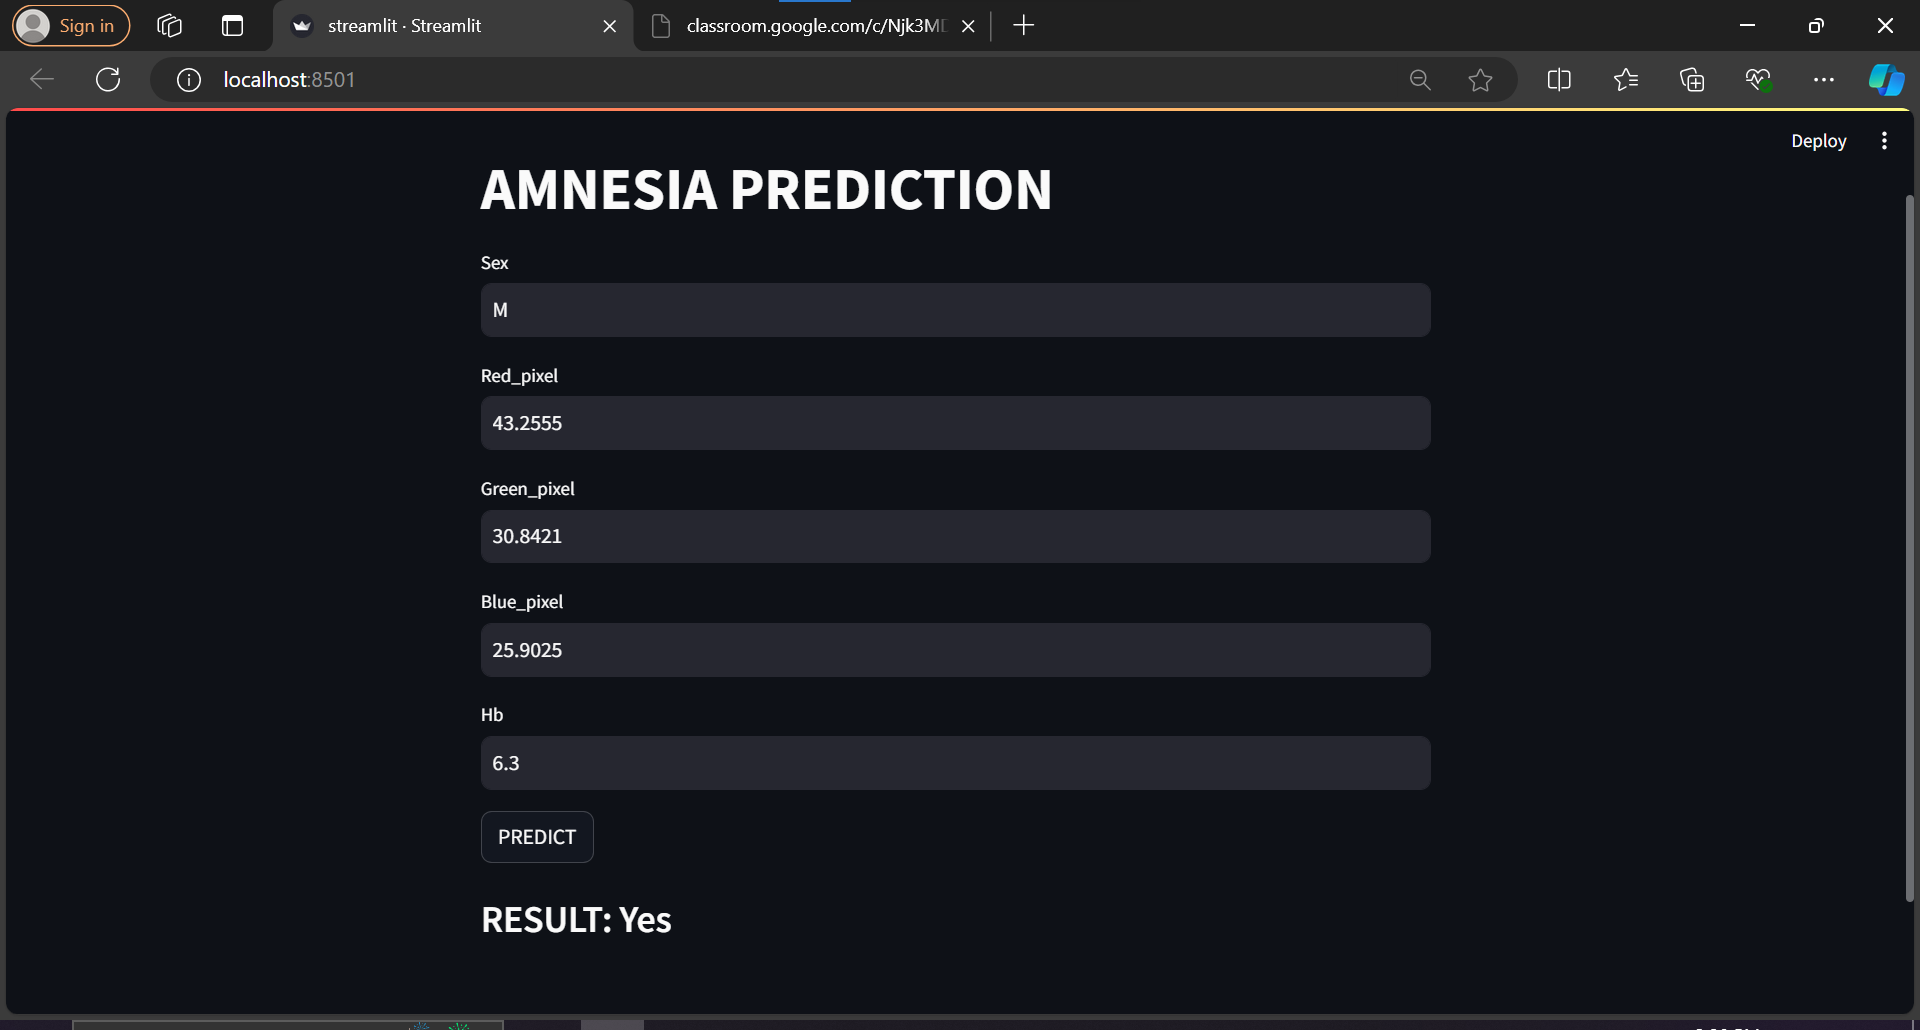 Sign in
streamlit · Streamlit
classroom.google.com/c/Njk3M
localhost:8501
Deploy
AMNESIA PREDICTION
Sex
M
Red_pixel
43.2555
Green_pixel
30.8421
Blue_pixel
25.9025
Hb
6.3
PREDICT
RESULT: Yes